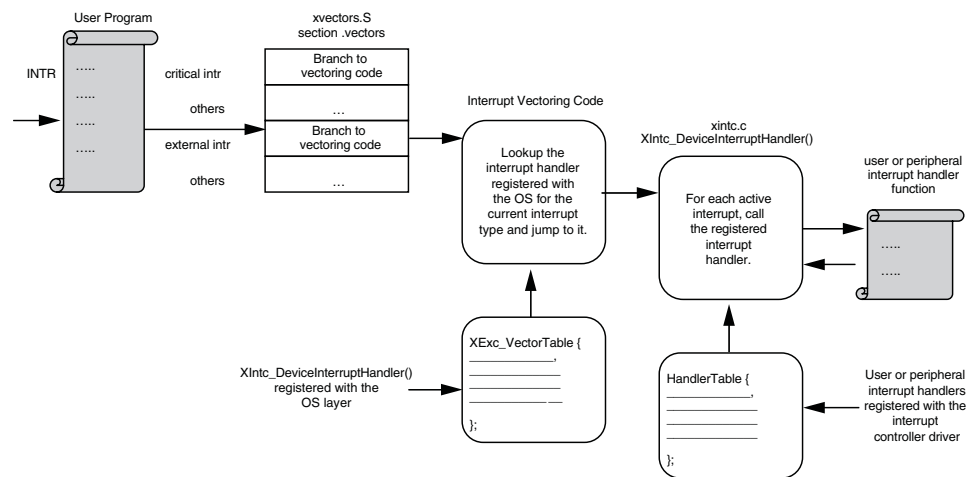 User Program
INTR
…..
…..
…..
…..
critical intr
others
external intr
others
xvectors.S
section .vectors
Branch to
vectoring code
…
Branch to
vectoring code
…
Interrupt Vectoring Code
Lookup the
interrupt handler
registered with
the OS for the
current interrupt
type and jump to it.
xintc.c
XIntc_DeviceInterruptHandler()
For each active
interrupt, call
the registered
interrupt
handler.
user or peripheral
interrupt handler
function
…..
…..
XIntc_DeviceInterruptHandler()
registered with the
OS layer
XExc_VectorTable {
,
};
HandlerTable {
,
};
User or peripheral
interrupt handlers
registered with the
interrupt
controller driver